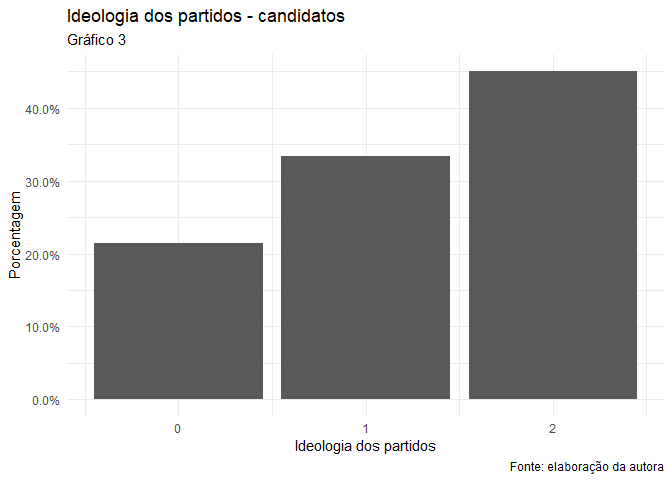 Ideologia dos partidos - candidatos
Gráfico 3
Porcentagem
40.0%
30.0%
20.0%
10.0%
0.0%
0 1 2
Ideologia dos partidos
Fonte: elaboração da autora